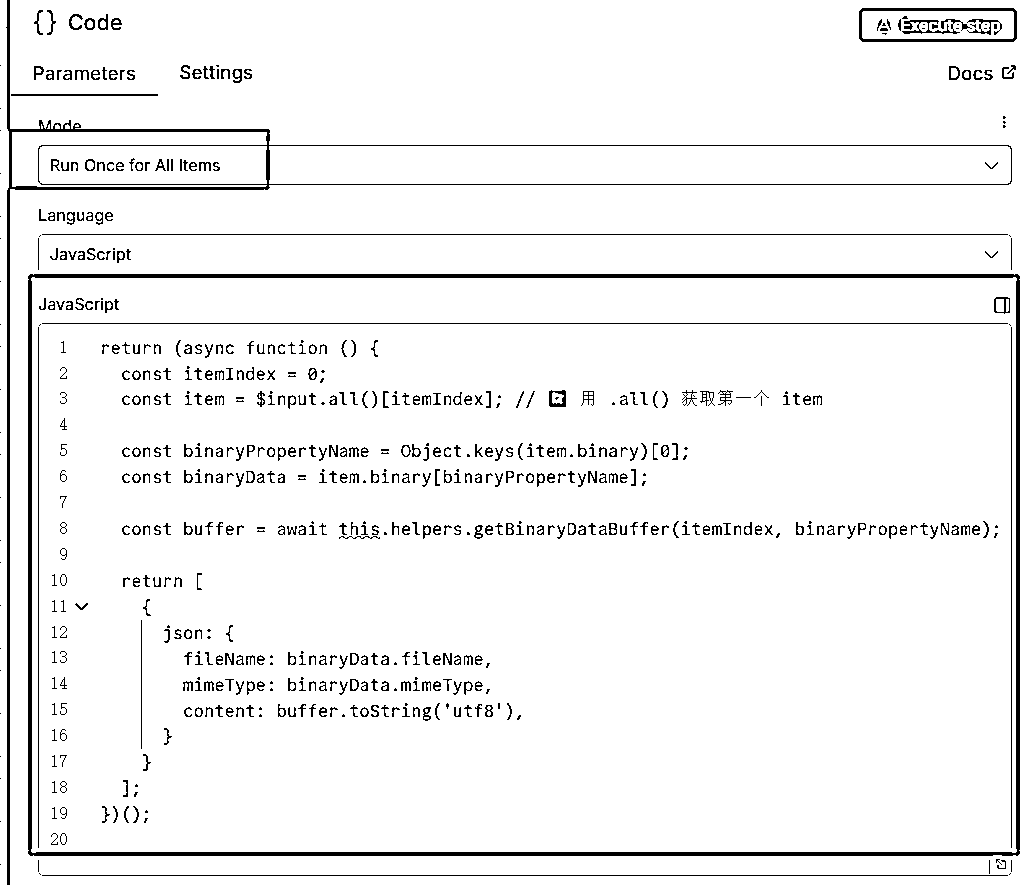 {} Code
Execute step
Parameters
Settings
Docs
Mode
Run Once for All Items
Language
JavaScript
JavaScript
1 return (async function () {
2   const itemIndex = 0;
3   const item = $input.all()[itemIndex]; // 用 .all() 获取第一个 item
4
5   const binaryPropertyName = Object.keys(item.binary)[0];
6   const binaryData = item.binary[binaryPropertyName];
7
8   const buffer = await this.helpers.getBinaryDataBuffer(itemIndex, binaryPropertyName);
9
10   return [
11     {
12       json: {
13         fileName: binaryData.fileName,
14         mimeType: binaryData.mimeType,
15         content: buffer.toString('utf8'),
16       }
17     }
18   ];
19 })();
20